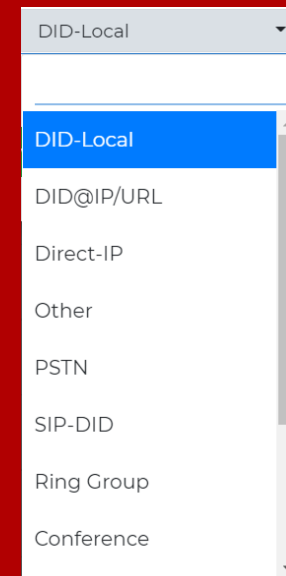 DID-Local
DID-Local
DID@IP/URL
Direct-IP
Other
PSTN
SIP-DID
Ring Group
Conference